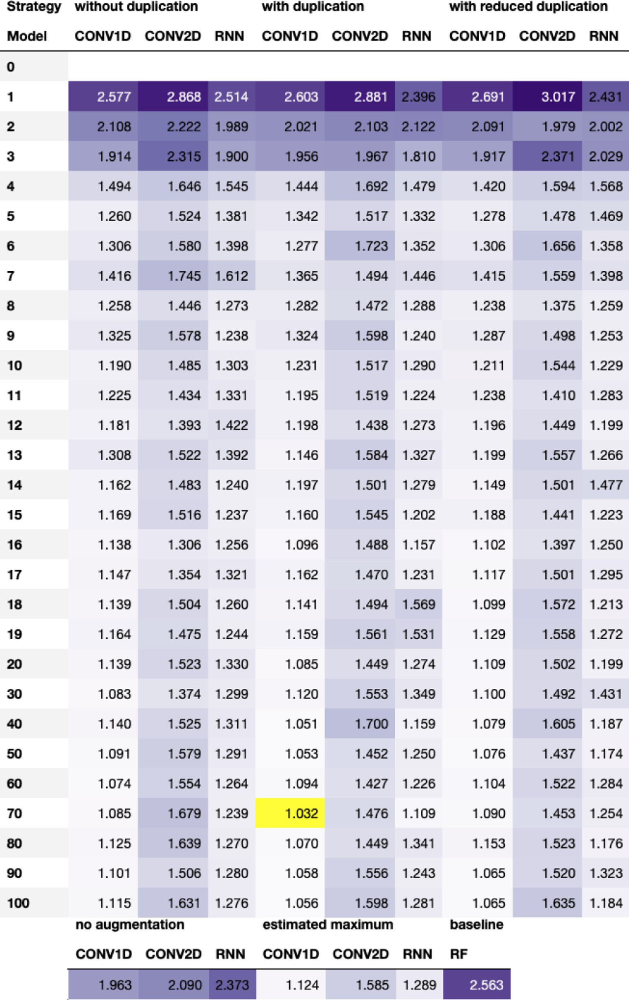 Strategy without duplication with duplication with reduced duplication
Model CONV1D CONV2D RNN CONV1D CONV2D RNN CONV1D CONV2D RNN
0
1 2.577 2.868 2.514 2.603 2.881 2.396 2.691 3.017 2.431
2 2.108 2.222 1.989 2.021 2.103 2.122 2.091 1.979 2.002
3 1.914 2.315 1.900 1.956 1.967 1.810 1.917 2.371 2.029
4 1.494 1.646 1.545 1.444 1.692 1.479 1.420 1.594 1.568
5 1.260 1.524 1.381 1.342 1.517 1.332 1.278 1.478 1.469
6 1.306 1.580 1.398 1.277 1.723 1.352 1.306 1.656 1.358
7 1.416 1.745 1.612 1.365 1.494 1.446 1.415 1.559 1.398
8 1.258 1.446 1.273 1.282 1.472 1.288 1.238 1.375 1.259
9 1.325 1.578 1.238 1.324 1.598 1.240 1.287 1.498 1.253
10 1.190 1.485 1.303 1.231 1.517 1.290 1.211 1.544 1.229
11 1.225 1.434 1.331 1.195 1.519 1.224 1.238 1.410 1.283
12 1.181 1.393 1.422 1.198 1.438 1.273 1.196 1.449 1.199
13 1.308 1.522 1.392 1.146 1.584 1.327 1.199 1.557 1.266
14 1.162 1.483 1.240 1.197 1.501 1.279 1.149 1.501 1.477
15 1.169 1.516 1.237 1.160 1.545 1.202 1.188 1.441 1.223
16 1.138 1.306 1.256 1.096 1.488 1.157 1.102 1.397 1.250
17 1.147 1.354 1.321 1.162 1.470 1.231 1.117 1.501 1.295
18 1.139 1.504 1.260 1.141 1.494 1.569 1.099 1.572 1.213
19 1.164 1.475 1.244 1.159 1.561 1.531 1.129 1.558 1.272
20 1.139 1.523 1.330 1.085 1.449 1.274 1.109 1.502 1.199
30 1.083 1.374 1.299 1.120 1.553 1.349 1.100 1.492 1.431
40 1.140 1.525 1.311 1.051 1.700 1.159 1.079 1.605 1.187
50 1.091 1.579 1.291 1.053 1.452 1.250 1.076 1.437 1.174
60 1.074 1.554 1.264 1.094 1.427 1.226 1.104 1.522 1.284
70 1.085 1.679 1.239 1.032 1.476 1.109 1.090 1.453 1.254
80 1.125 1.639 1.270 1.070 1.449 1.341 1.153 1.523 1.176
90 1.101 1.506 1.280 1.058 1.556 1.243 1.065 1.520 1.323
100 1.115 1.631 1.276 1.056 1.598 1.281 1.065 1.635 1.184
no augmentation estimated maximum baseline
CONV1D CONV2D RNN CONV1D CONV2D RNN RF
1.963 2.090 2.373 1.124 1.585 1.289 2.563